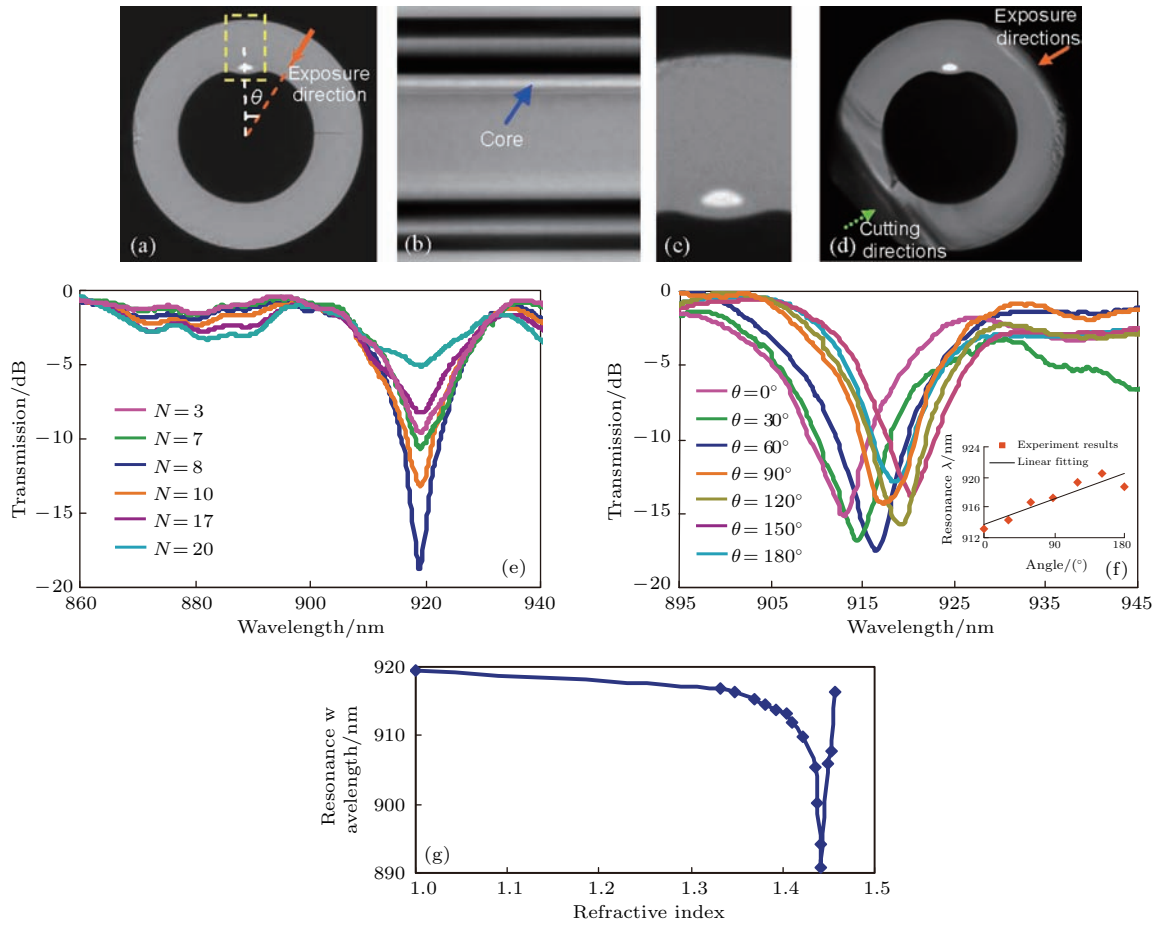 Exposure
direction
θ
(a)
Core
(b)
(c)
Exposure
directions
Cutting
directions
(d)
0
−5
−10
−15
−20
Transmission/dB
N = 3
N = 7
N = 8
N = 10
N = 17
N = 20
(e)
860 880 900 920 940
Wavelength/nm
0
−5
−10
−15
−20
Transmission/dB
θ = 0°
θ = 30°
θ = 60°
θ = 90°
θ = 120°
θ = 150°
θ = 180°
Experiment results
Linear fitting
924
920
916
912
Resonance λ/nm
0 90 180
Angle/(°)
(f)
895 905 915 925 935 945
Wavelength/nm
920
910
900
890
Resonance w
avelength/nm
(g)
1.0 1.1 1.2 1.3 1.4 1.5
Refractive index